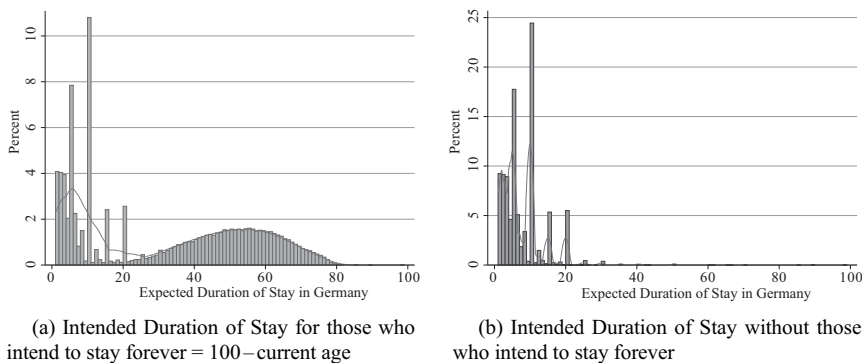 10
8
6
4
2
0
Percent
0 20 40 60 80 100
Expected Duration of Stay in Germany
(a) Intended Duration of Stay for those who
intend to stay forever = 100–current age
25
20
15
10
5
0
Percent
0 20 40 60 80 100
Expected Duration of Stay in Germany
(b) Intended Duration of Stay without those
who intend to stay forever